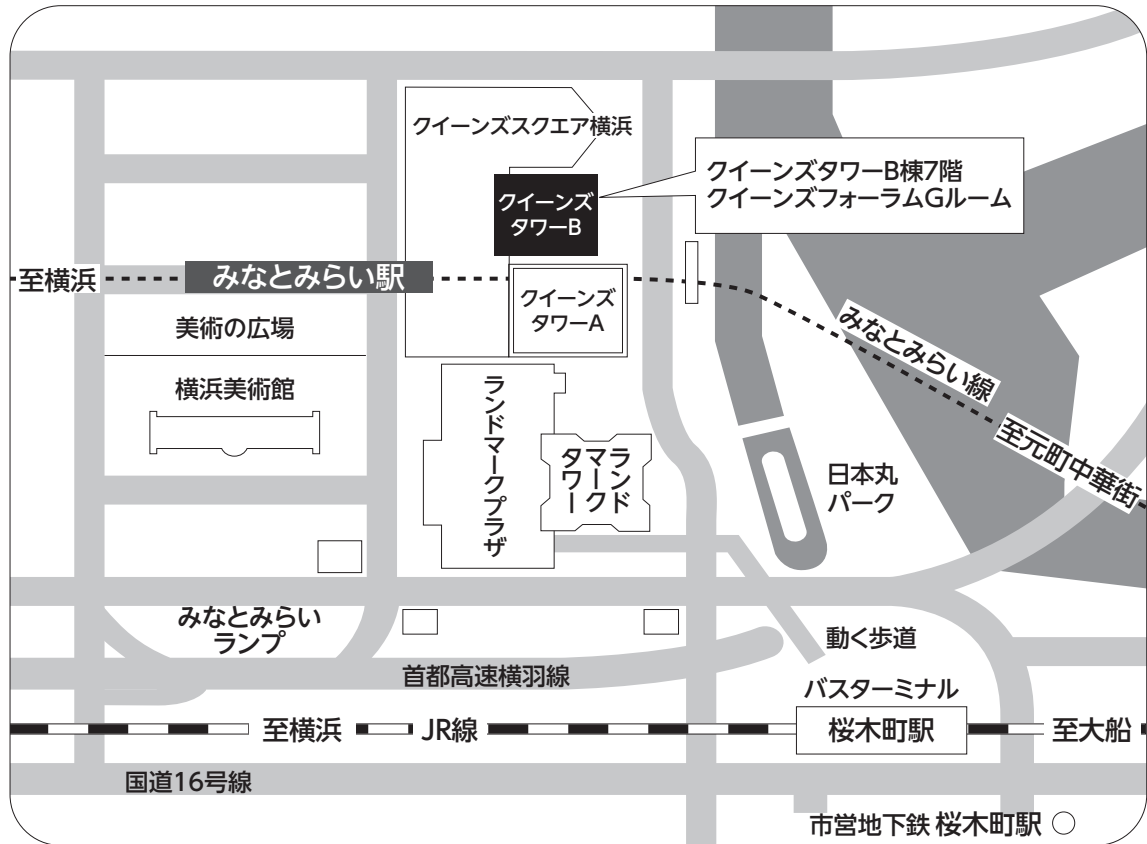 クイーンズスクエア横浜
クイーンズタワーB棟7階
クイーンズフォーラムGルーム
クイーンズ
タワーB
至横浜
みなとみらい駅
クイーンズ
タワーA
美術の広場
みなとみらい線
横浜美術館
ランドマークプラザ
ランド
マーク
タワー
至元町中華街
日本丸
パーク
みなとみらい
ランプ
動く歩道
首都高速横羽線
バスターミナル
至横浜
JR線
桜木町駅
至大船
国道16号線
市営地下鉄 桜木町駅